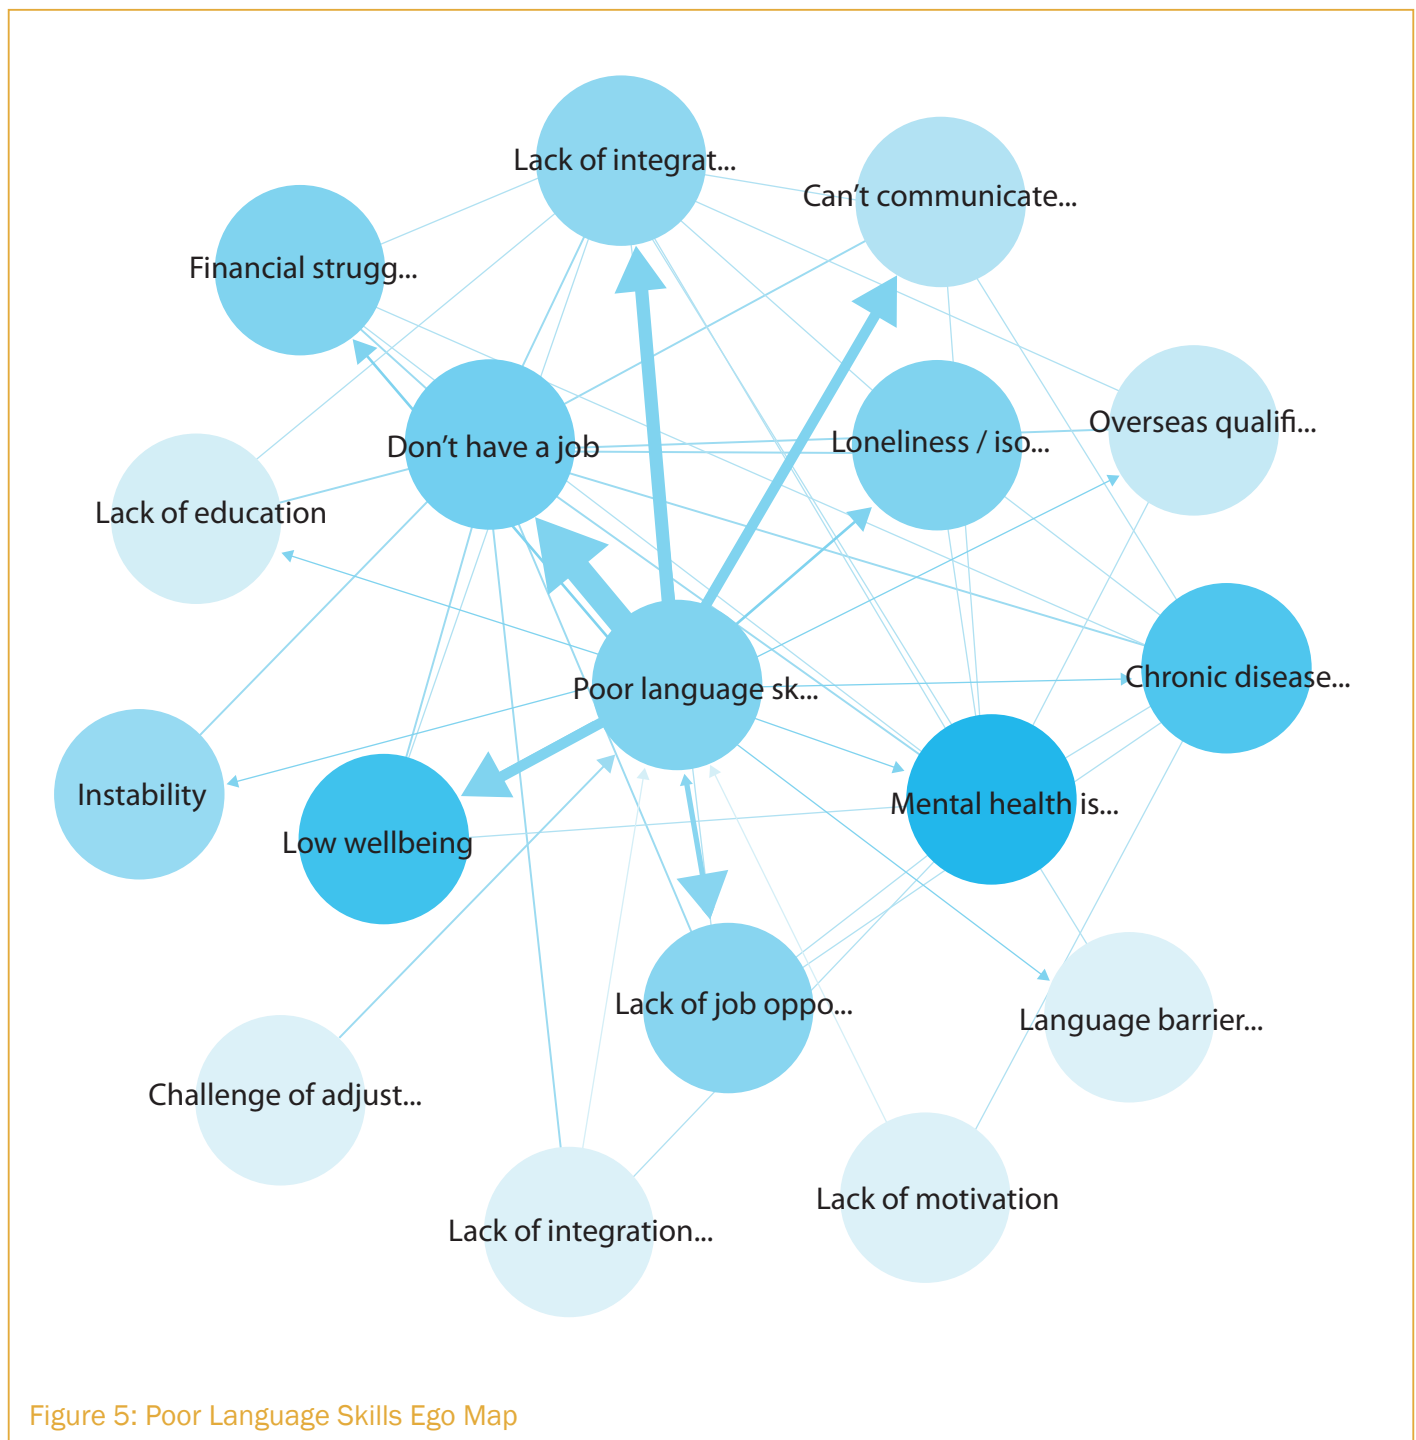 Lack of integrat...
Can't communicate...
Financial strugg...
Overseas qualifi...
Don't have a job
Loneliness / iso...
Lack of education
Chronic disease...
Poor language sk...
Instability
Mental health is...
Low wellbeing
Lack of job oppo...
Language barrier...
Challenge of adjust...
Lack of motivation
Lack of integration...
Figure 5: Poor Language Skills Ego Map